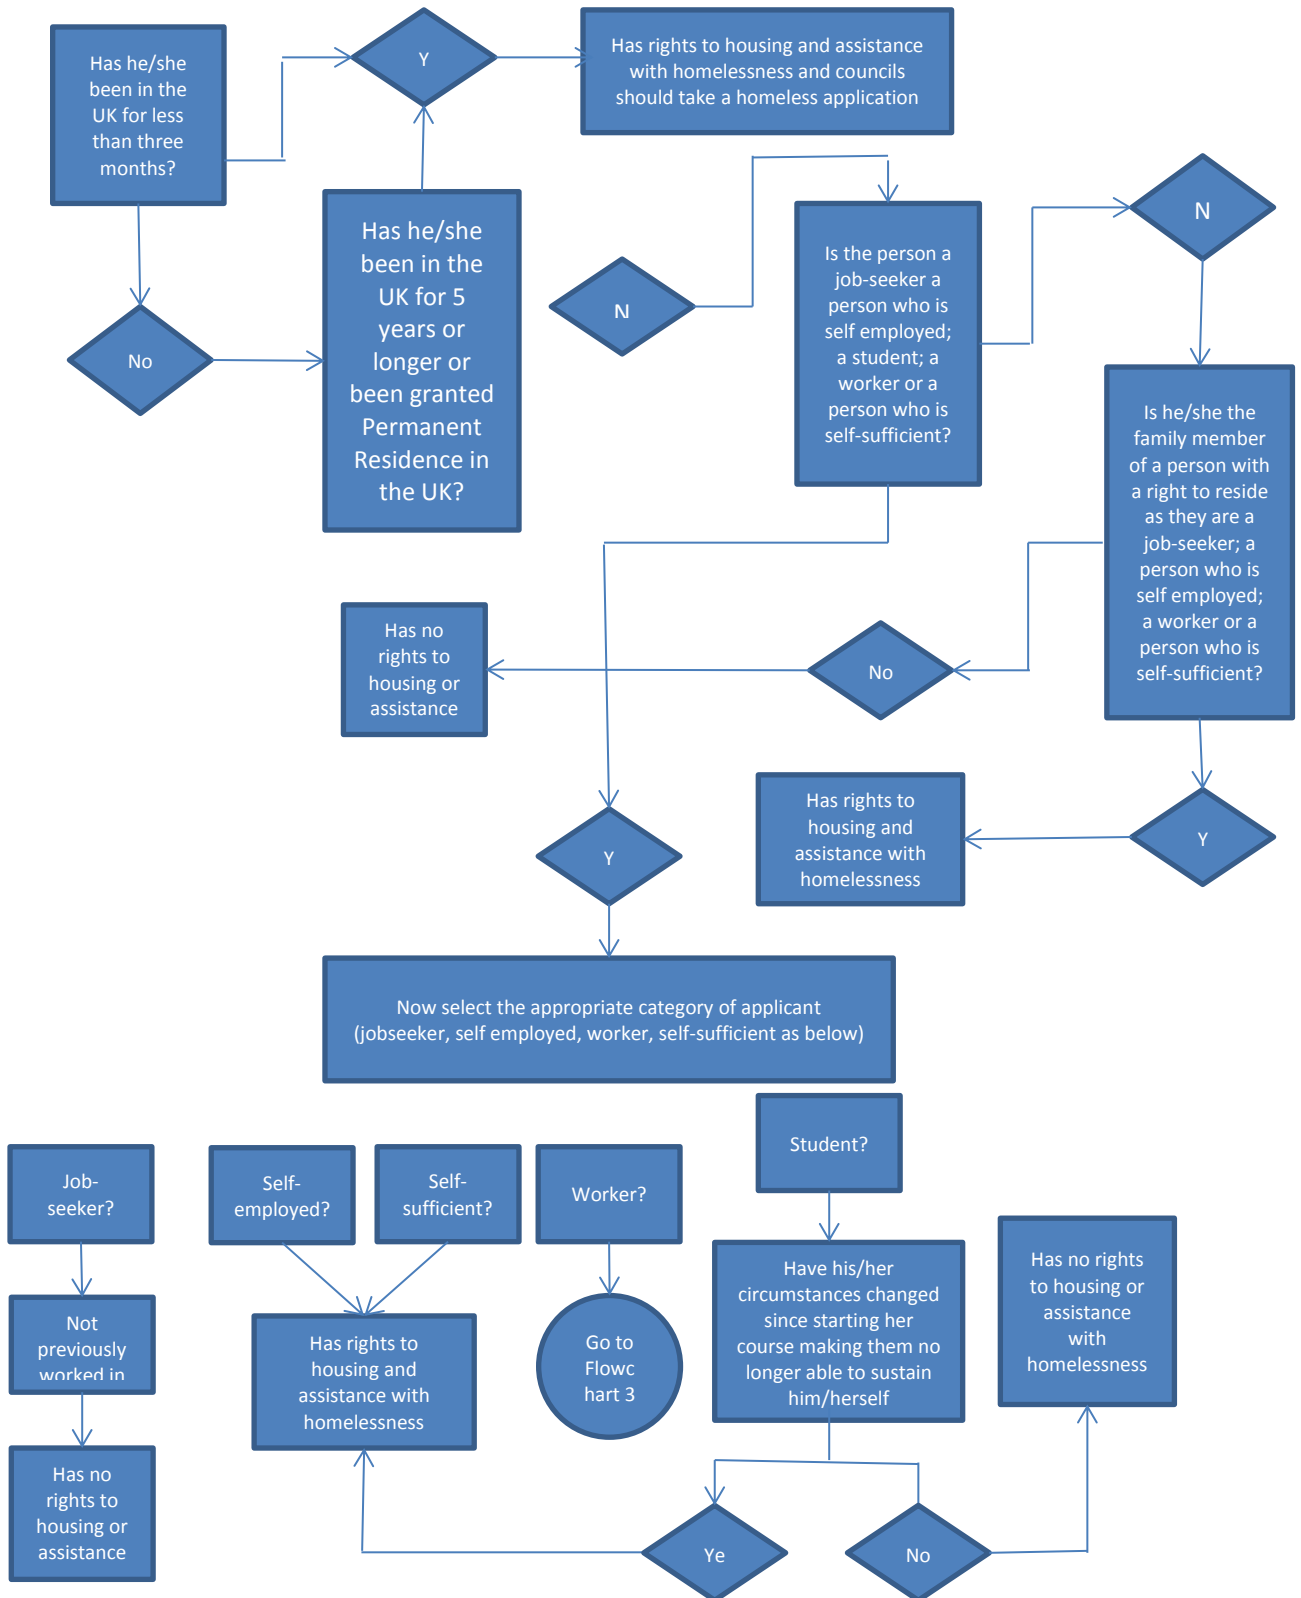 Has he/she
been in the
UK for less
than three
months?
Y
Has rights to housing and assistance
with homelessness and councils
should take a homeless application
No
Has he/she
been in the
UK for 5
years or
longer or
been granted
Permanent
Residence in
the UK?
N
Is the person a
job-seeker a
person who is
self employed;
a student; a
worker or a
person who is
self-sufficient?
N
Is he/she the
family member
of a person with
a right to reside
as they are a
job-seeker; a
person who is
self employed;
a worker or a
person who is
self-sufficient?
No
Has no
rights to
housing or
assistance
Y
Has rights to
housing and
assistance with
homelessness
Y
Now select the appropriate category of applicant
(jobseeker, self employed, worker, self-sufficient as below)
Job-
seeker?
Not
previously
worked in
Has no
rights to
housing or
assistance
Self-
employed?
Self-
sufficient?
Has rights to
housing and
assistance with
homelessness
Worker?
Go to
Flowc
hart 3
Student?
Have his/her
circumstances changed
since starting her
course making them no
longer able to sustain
him/herself
Ye
No
Has no rights
to housing or
assistance
with
homelessness